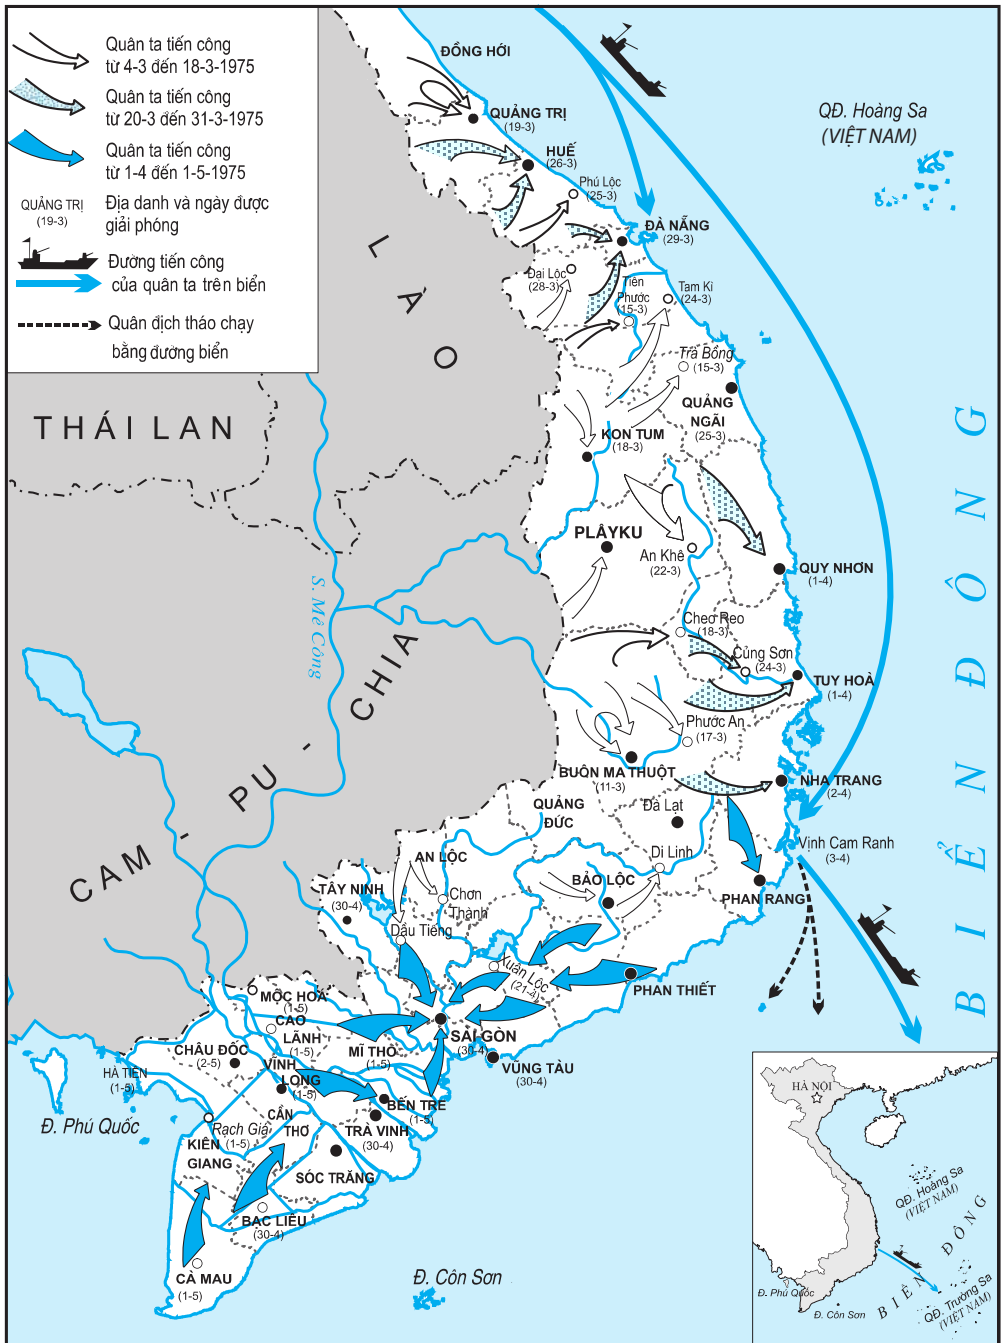 Quân ta tiến công
từ 4-3 đến 18-3-1975
Quân ta tiến công
từ 20-3 đến 31-3-1975
Quân ta tiến công
từ 1-4 đến 1-5-1975
QUẢNG TRỊ
(19-3)
Địa danh và ngày được
giải phóng
Đường tiến công
của quân ta trên biển
Quân địch tháo chạy
bằng đường biển
ĐỒNG HỚI
QUẢNG TRỊ
(19-3)
HUẾ
(26-3)
Phú Lộc
(25-3)
ĐÀ NẴNG
(29-3)
Đại Lộc
(28-3)
Tiên
Phước
(15-3)
Tam Kì
(24-3)
Trà Bồng
(15-3)
QUẢNG
NGÃI
(25-3)
KON TUM
(18-3)
PLÂYKU
An Khê
(22-3)
QUY NHƠN
(1-4)
Cheo Reo
(18-3)
Củng Sơn
(24-3)
TUY HOÀ
(1-4)
Phước An
(17-3)
BUÔN MA THUỘT
(11-3)
NHA TRANG
(2-4)
QUẢNG
ĐỨC
Đà Lạt
Vịnh Cam Ranh
(3-4)
Di Linh
AN LỘC
BẢO LỘC
PHAN RANG
TÂY NINH
(30-4)
Chơn
Thành
Dầu Tiếng
Xuân Lộc
(21-4)
PHAN THIẾT
MỘC HOÁ
(1-5)
CAO
LÃNH
(1-5)
SÀI GÒN
(30-4)
MĨ THO
(1-5)
VŨNG TÀU
(30-4)
CHÂU ĐỐC
(2-5)
HÀ TIÊN
(1-5)
VĨNH
LONG
(1-5)
BẾN TRE
(1-5)
CẦN
THƠ
TRÀ VINH
(30-4)
Rạch Giá
(1-5)
KIÊN
GIANG
SÓC TRĂNG
BẠC LIÊU
(30-4)
CÀ MAU
(1-5)
Đ. Phú Quốc
Đ. Côn Sơn
QĐ. Hoàng Sa
(VIỆT NAM)
LÀO
THÁI LAN
CAM - PU - CHIA
S. Mê Công
BIỂN ĐÔNG
HÀ NỘI
QĐ. Hoàng Sa
(VIỆT NAM)
BIỂN ĐÔNG
Đ. Phú Quốc
Đ. Côn Sơn
QĐ. Trường Sa
(VIỆT NAM)